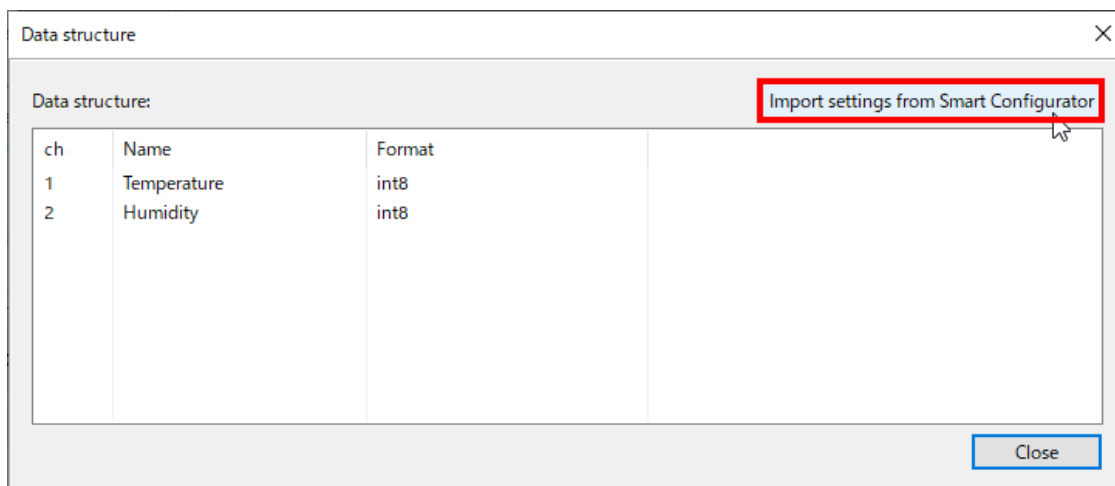 Data structure
Data structure:
Import settings from Smart Configurator
ch Name Format
1 Temperature int8
2 Humidity int8
Close